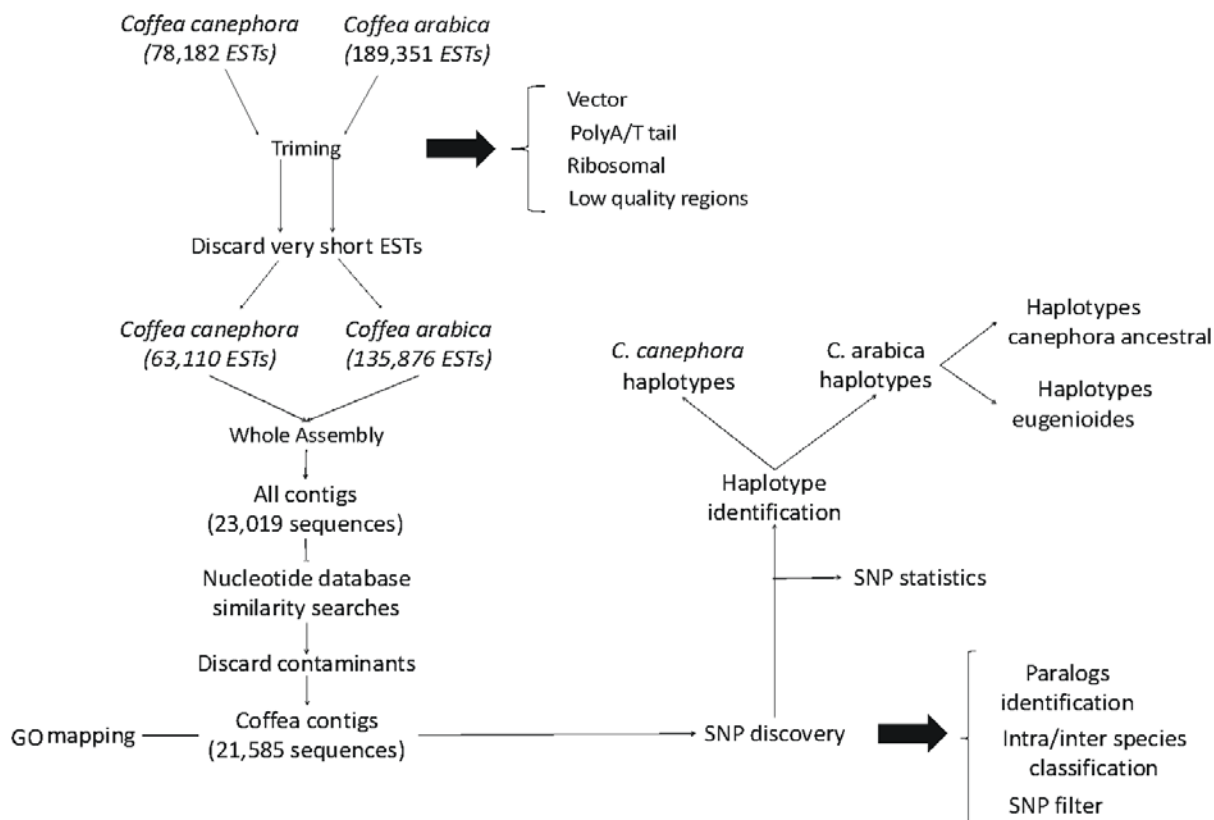 Coffea canephora
(78,182 ESTs)
Coffea arabica
(189,351 ESTs)
Triming
Vector
PolyA/T tail
Ribosomal
Low quality regions
Discard very short ESTs
Coffea canephora
(63,110 ESTs)
Coffea arabica
(135,876 ESTs)
Whole Assembly
All contigs
(23,019 sequences)
Nucleotide database
similarity searches
Discard contaminants
Coffea contigs
(21,585 sequences)
GO mapping
SNP discovery
Paralogs
identification
Intra/inter species
classification
SNP filter
SNP statistics
Haplotype
identification
C. canephora
haplotypes
C. arabica
haplotypes
Haplotypes
canephora ancestral
Haplotypes
eugenioides